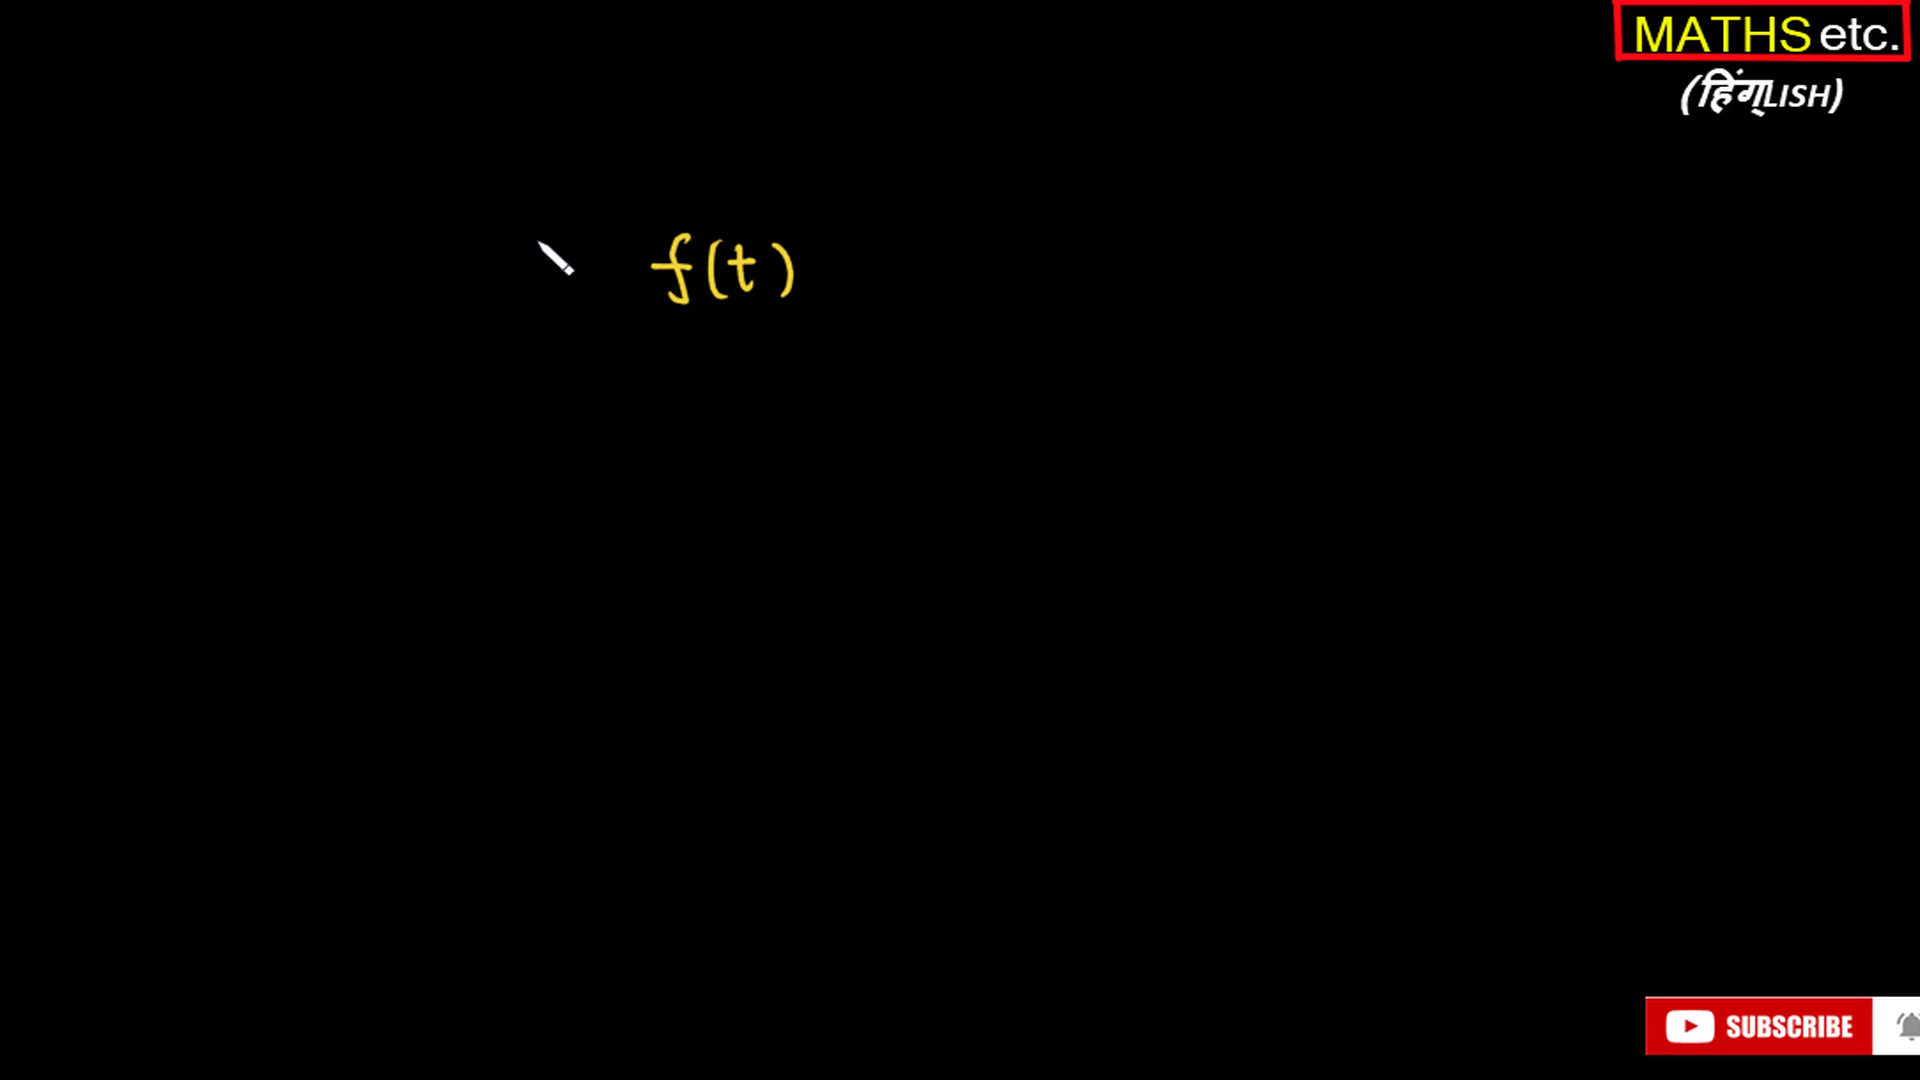 MATHS etc.
(हिंग्LISH)
f(t)
SUBSCRIBE